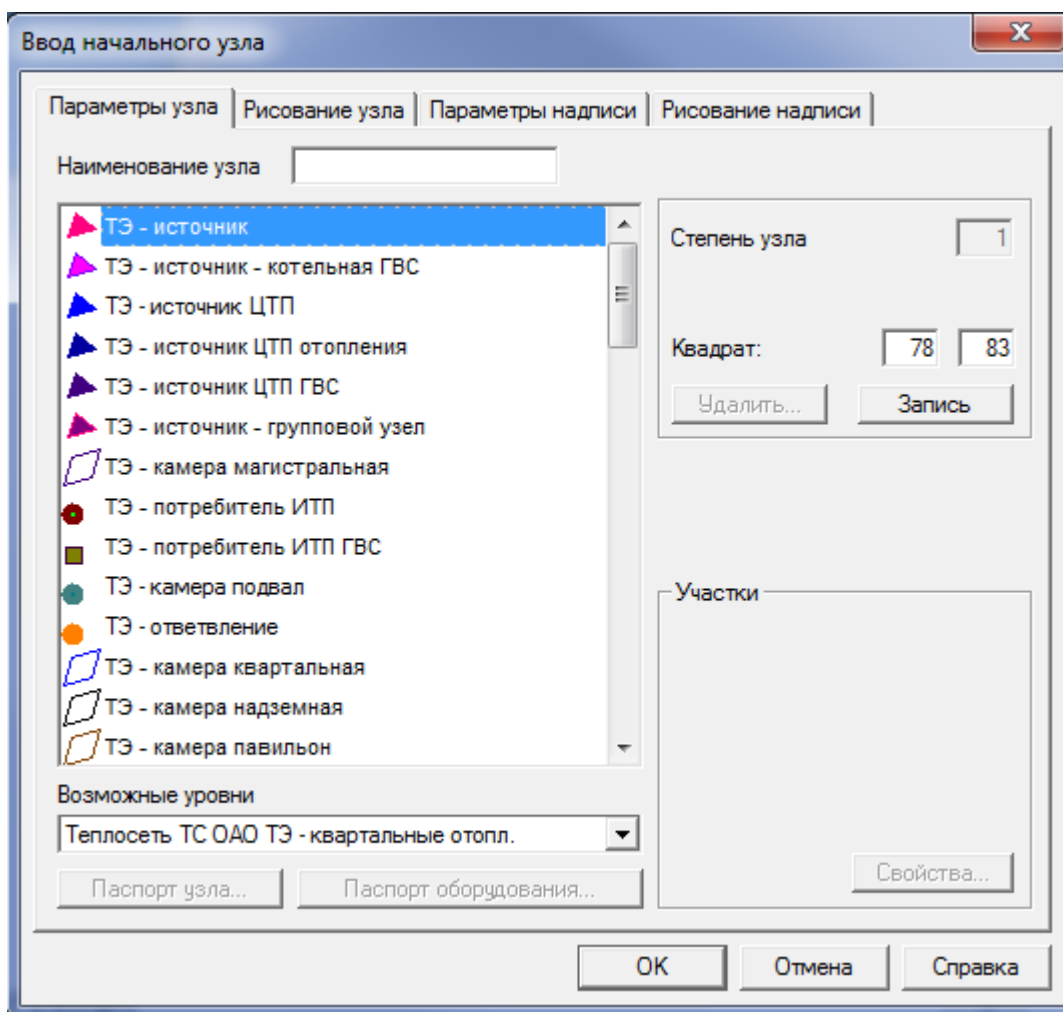 Ввод начального узла
Параметры узла
Рисование узла
Параметры надписи
Рисование надписи
Наименование узла
ТЭ - источник
ТЭ - источник - котельная ГВС
ТЭ - источник ЦТП
ТЭ - источник ЦТП отопления
ТЭ - источник ЦТП ГВС
ТЭ - источник - групповой узел
ТЭ - камера магистральная
ТЭ - потребитель ИТП
ТЭ - потребитель ИТП ГВС
ТЭ - камера подвал
ТЭ - ответвление
ТЭ - камера квартальная
ТЭ - камера надземная
ТЭ - камера павильон
Возможные уровни
Теплосеть ТС ОАО ТЭ - квартальные отопл.
Паспорт узла...
Паспорт оборудования...
Степень узла
1
Квадрат:
78
83
Удалить...
Запись
Участки
Свойства...
OK
Отмена
Справка